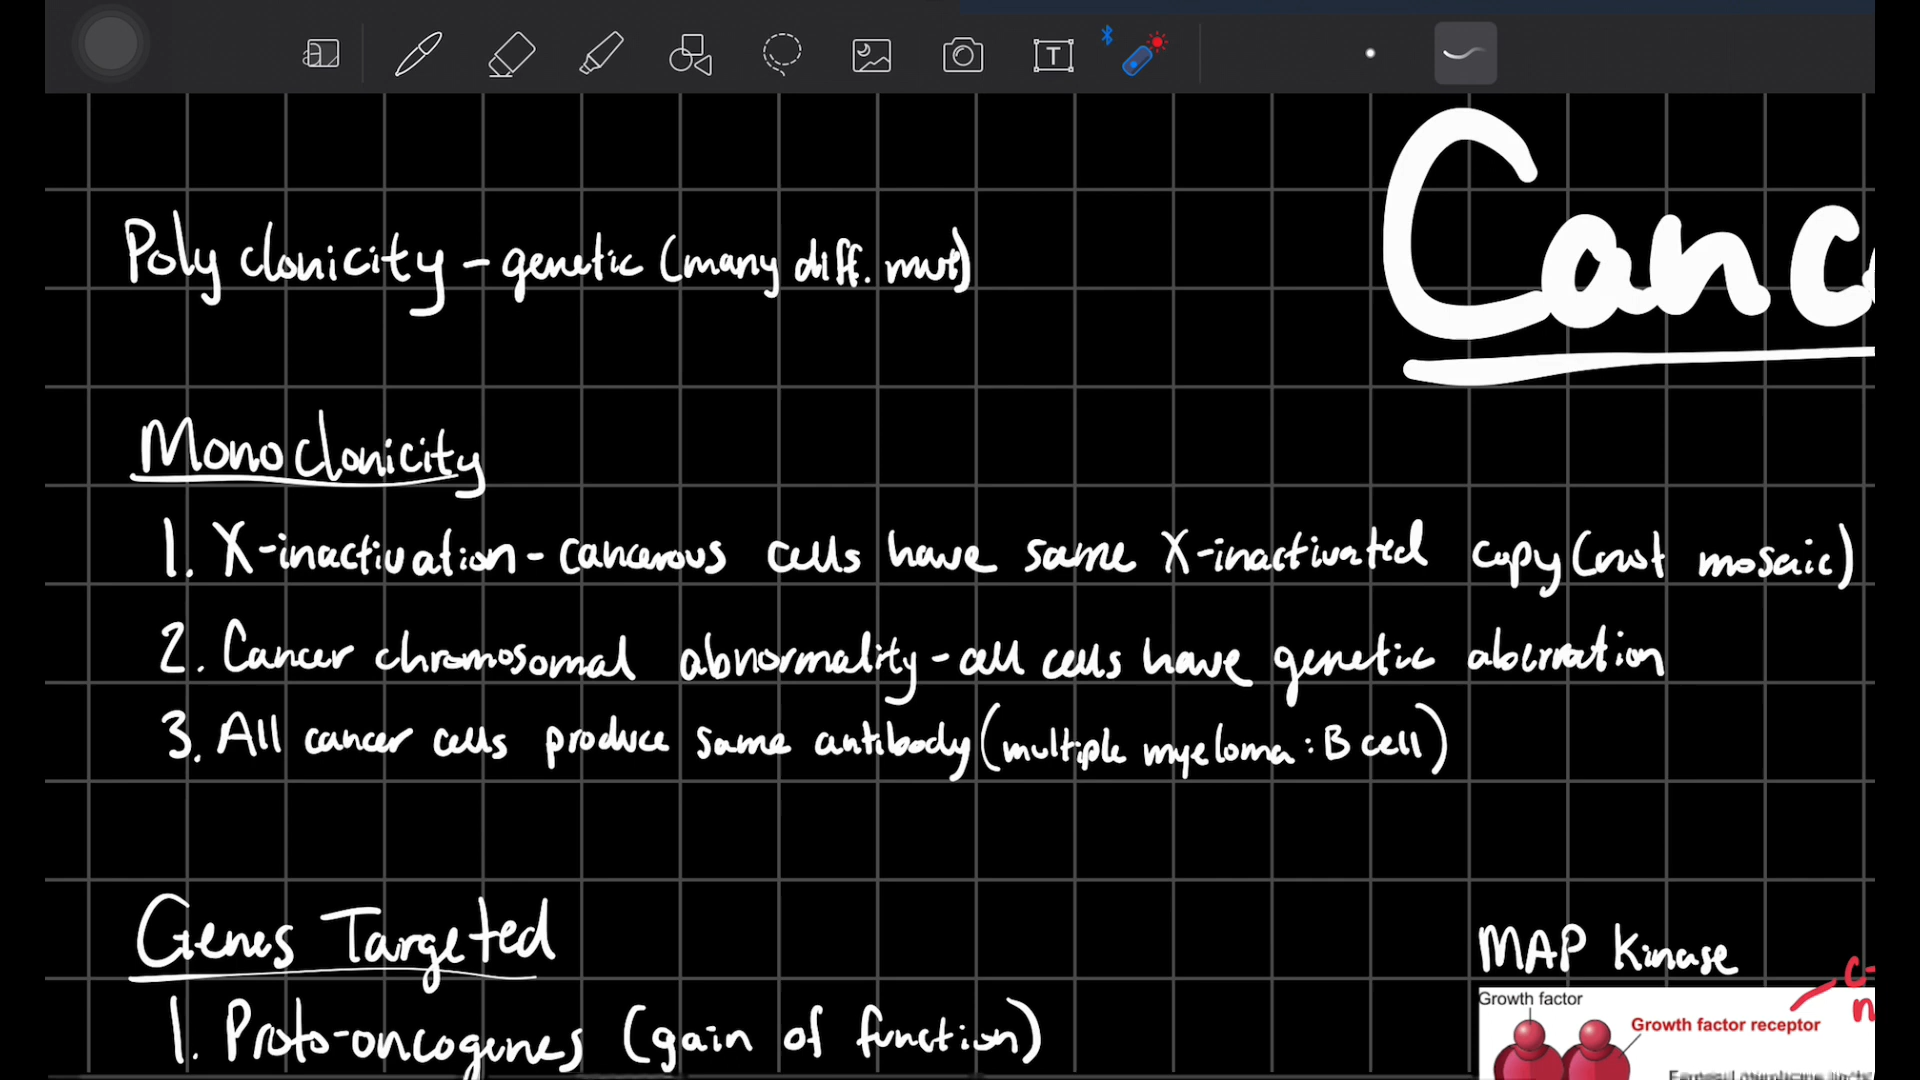 Canc
Polyclonicity - genetic (many diff. mut)
Monoclonicity
1. X-inactivation - cancerous cells have same X-inactivated copy (not mosaic)
2. Cancer chromosomal abnormality - all cells have genetic aberration
3. All cancer cells produce same antibody (multiple myeloma: B cell)
Genes Targeted
1. Proto-oncogenes (gain of function)
MAP Kinase
Growth factor
Growth factor receptor